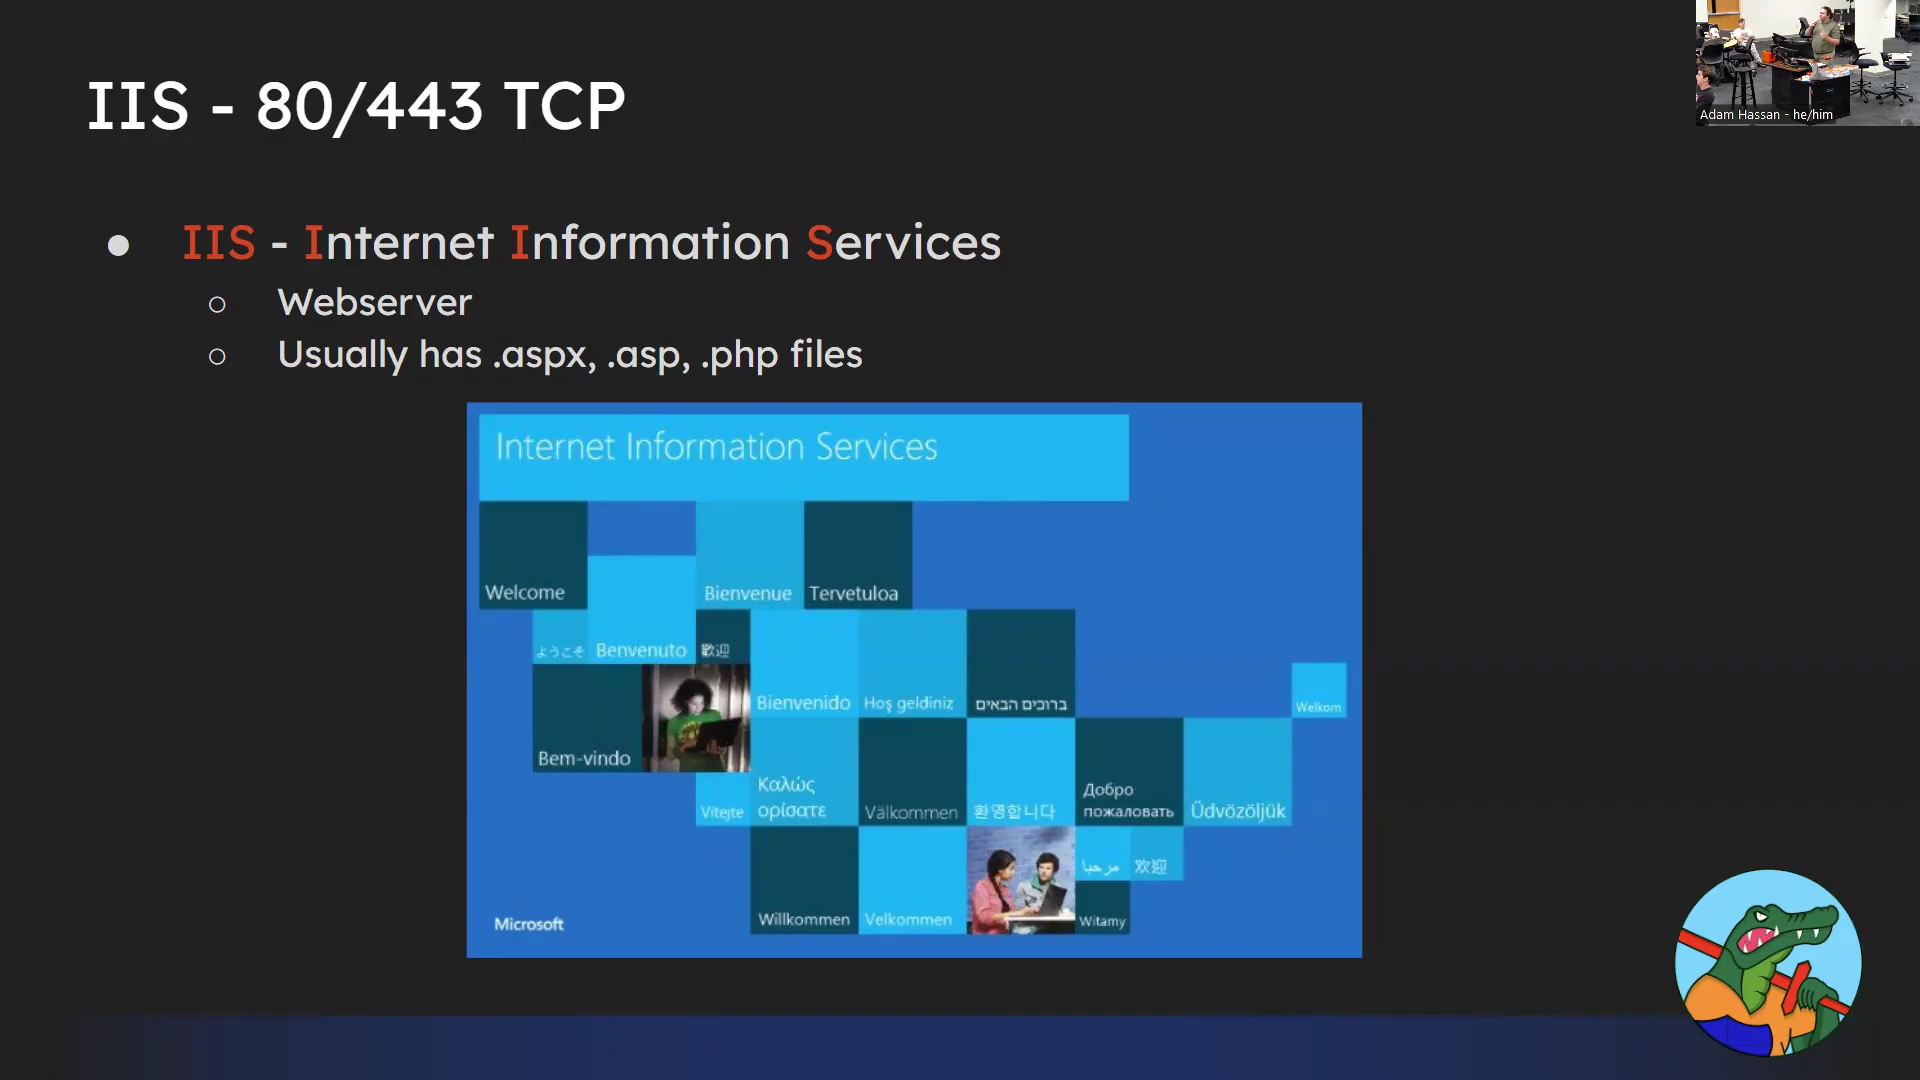 IIS - 80/443 TCP
Adam Hassan - he/him
● IIS - Internet Information Services
○ Webserver
○ Usually has .aspx, .asp, .php files
Internet Information Services
Welcome
Bienvenue
Tervetuloa
ようこそ
Benvenuto
歡迎
Bienvenido
Hoş geldiniz
ברוכים הבאים
Welkom
Bem-vindo
Vítejte
Καλώς
ορίσατε
Välkommen
환영합니다
Добро
пожаловать
Üdvözöljük
مرحبا
欢迎
Willkommen
Velkommen
Witamy
Microsoft